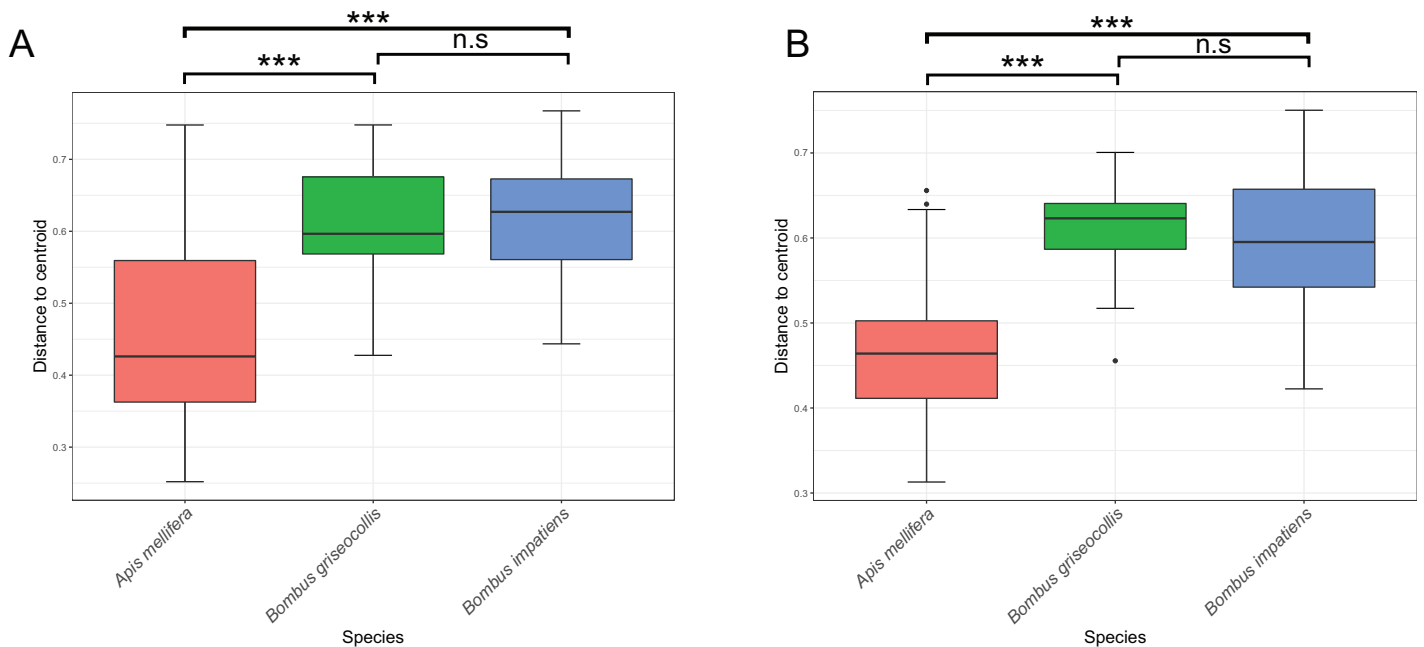 A
***
n.s
***
0.7
0.6
0.5
0.4
0.3
Distance to centroid
Apis mellifera
Bombus griseocollis
Bombus impatiens
Species
B
***
n.s
***
0.7
0.6
0.5
0.4
0.3
Distance to centroid
Apis mellifera
Bombus griseocollis
Bombus impatiens
Species